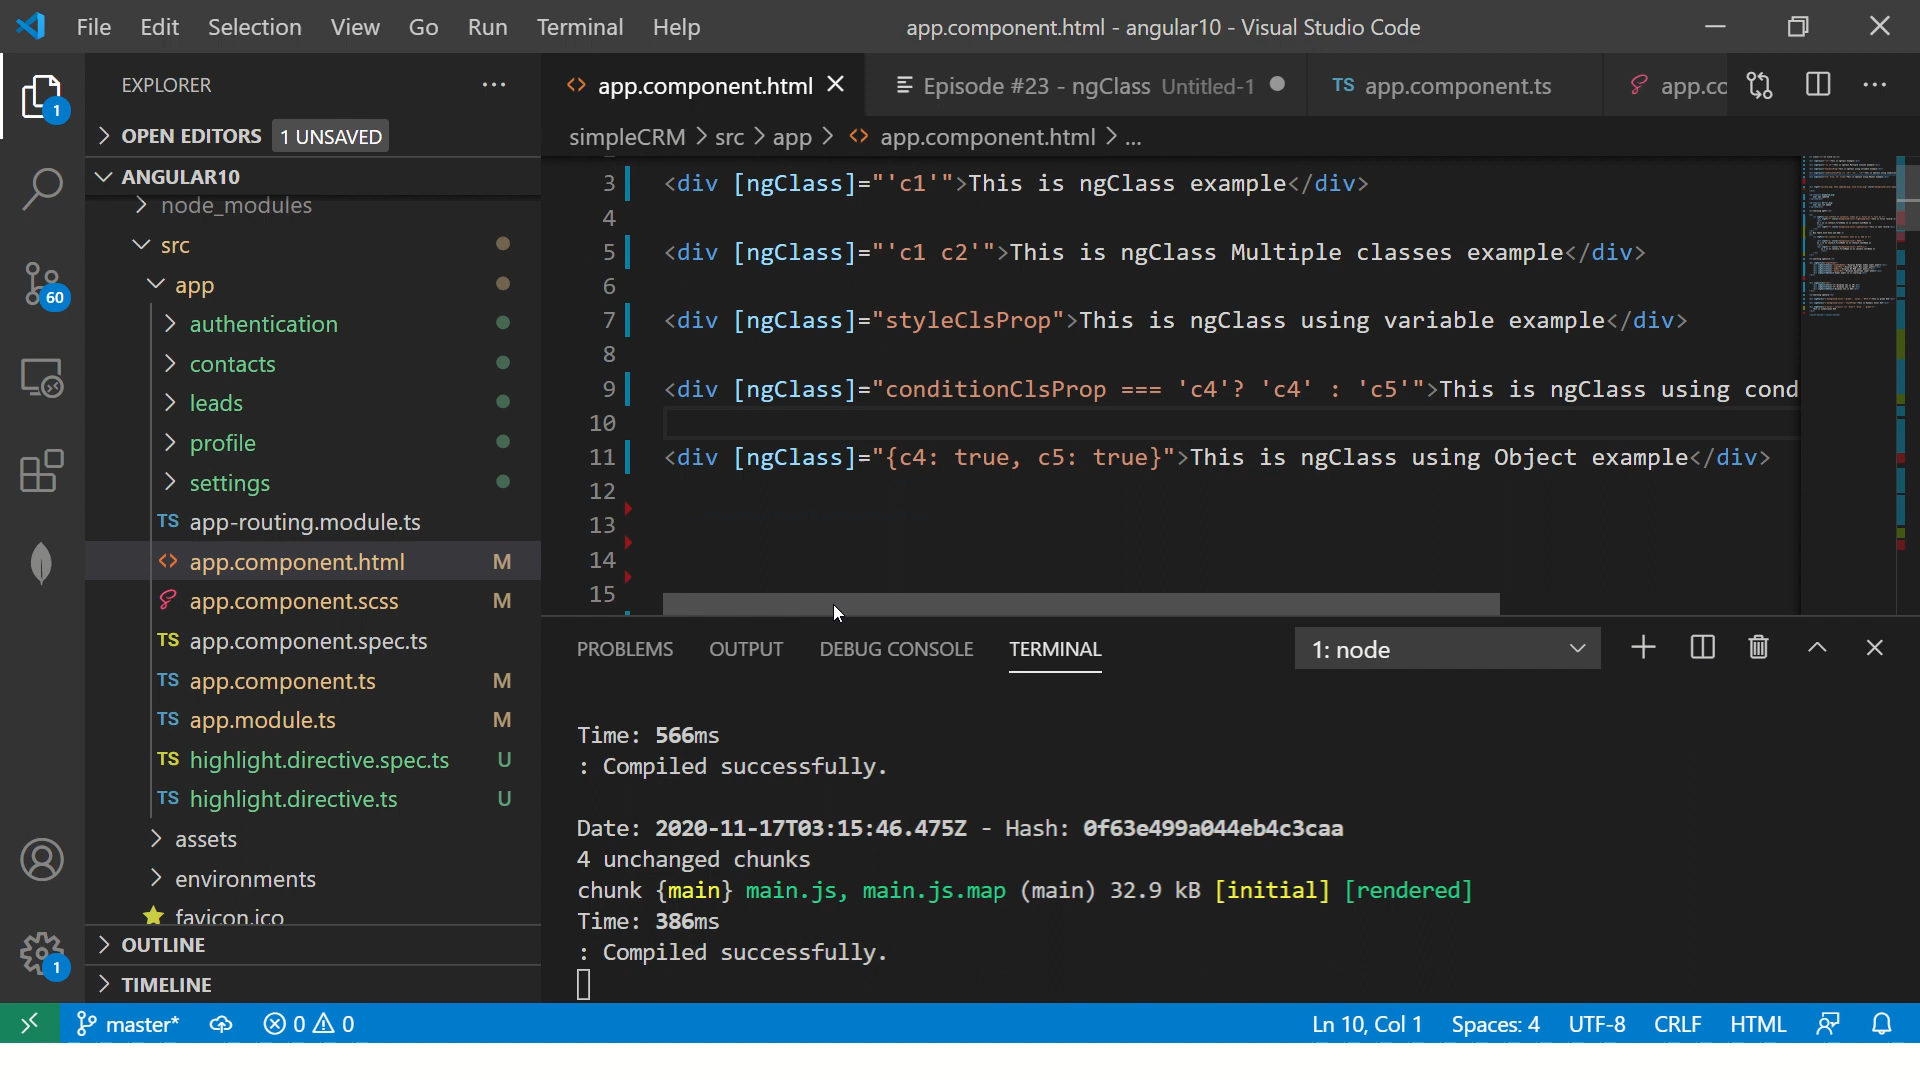 File Edit Selection View Go Run Terminal Help app.component.html - angular10 - Visual Studio Code
EXPLORER
OPEN EDITORS 1 UNSAVED
ANGULAR10
node_modules
src
app
authentication
contacts
leads
profile
settings
TS app-routing.module.ts
<> app.component.html M
app.component.scss M
TS app.component.spec.ts
TS app.component.ts M
TS app.module.ts M
TS highlight.directive.spec.ts U
TS highlight.directive.ts U
assets
environments
favicon.ico
OUTLINE
TIMELINE
1
60
1
<> app.component.html Episode #23 - ngClass Untitled-1 TS app.component.ts app.co
simpleCRM > src > app > <> app.component.html > ...
3 <div [ngClass]="'c1'">This is ngClass example</div>
4
5 <div [ngClass]="'c1 c2'">This is ngClass Multiple classes example</div>
6
7 <div [ngClass]="styleClsProp">This is ngClass using variable example</div>
8
9 <div [ngClass]="conditionClsProp === 'c4'? 'c4' : 'c5'">This is ngClass using cond
10
11 <div [ngClass]="{c4: true, c5: true}">This is ngClass using Object example</div>
12
13
14
15
PROBLEMS OUTPUT DEBUG CONSOLE TERMINAL 1: node
Time: 566ms
: Compiled successfully.
Date: 2020-11-17T03:15:46.475Z - Hash: 0f63e499a044eb4c3caa
4 unchanged chunks
chunk {main} main.js, main.js.map (main) 32.9 kB [initial] [rendered]
Time: 386ms
: Compiled successfully.
master* 0 0 Ln 10, Col 1 Spaces: 4 UTF-8 CRLF HTML